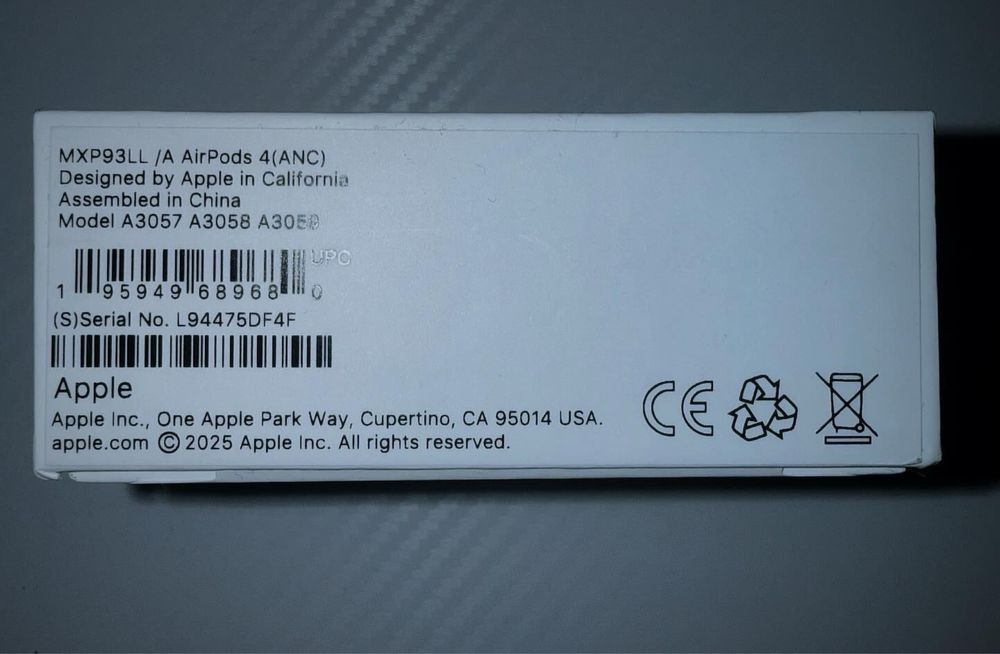 MXP93LL /A AirPods 4(ANC)
Designed by Apple in California
Assembled in China
Model A3057 A3058 A3059
UPC
1 95949 68968 0
(S)Serial No. L94475DF4F
Apple
Apple Inc., One Apple Park Way, Cupertino, CA 95014 USA.
apple.com © 2025 Apple Inc. All rights reserved.
CE